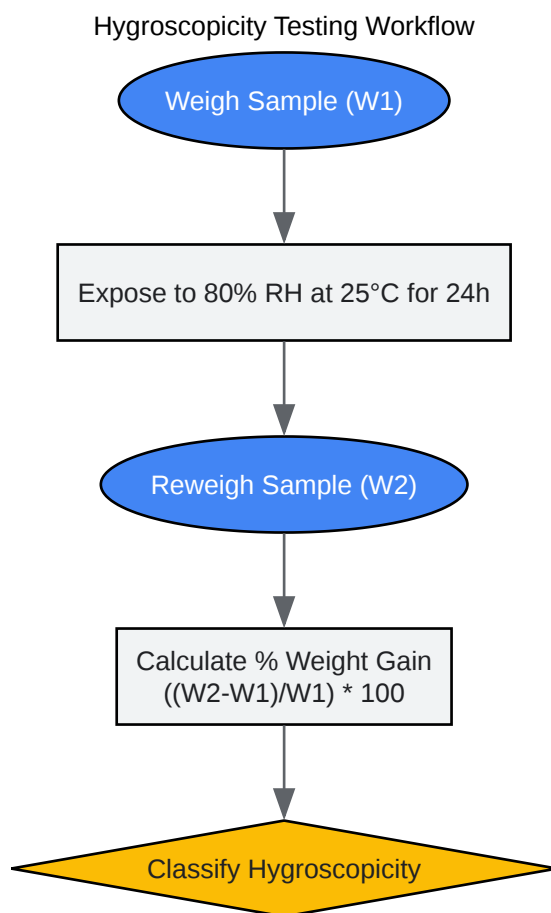 Hygroscopicity Testing Workflow
Weigh Sample (W1)
Expose to 80% RH at 25°C for 24h
Reweigh Sample (W2)
Calculate % Weight Gain
((W2-W1)/W1) * 100
Classify Hygroscopicity